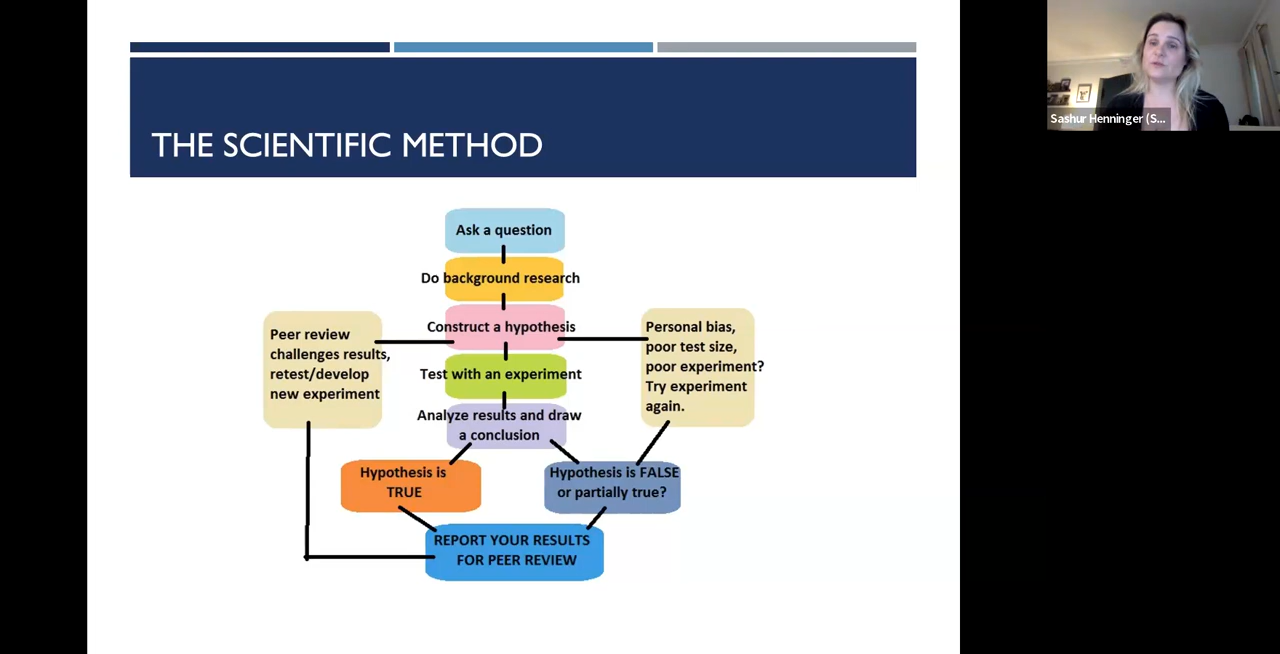 THE SCIENTIFIC METHOD
Ask a question
Do background research
Construct a hypothesis
Test with an experiment
Analyze results and draw
a conclusion
Peer review
challenges results,
retest/develop
new experiment
Personal bias,
poor test size,
poor experiment?
Try experiment
again.
Hypothesis is
TRUE
Hypothesis is FALSE
or partially true?
REPORT YOUR RESULTS
FOR PEER REVIEW
Sashur Henninger (S...